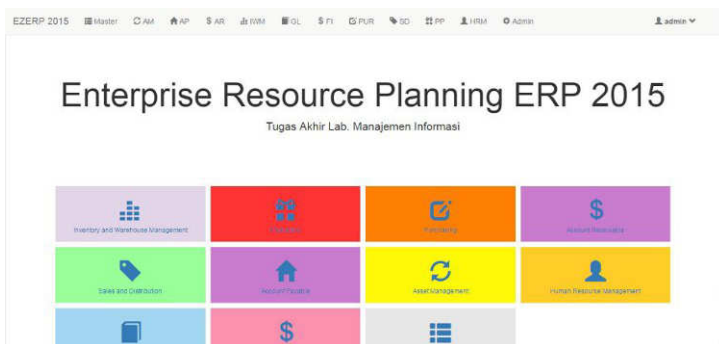 EZERP 2015 Master AM AP AR IWM GL FI PUR SD PP HRM Admin admin
Enterprise Resource Planning ERP 2015
Tugas Akhir Lab. Manajemen Informasi
Inventory and Warehouse Management
Purchasing
Account Receivable
Sales and Distribution
Account Payable
Asset Management
Human Resource Management